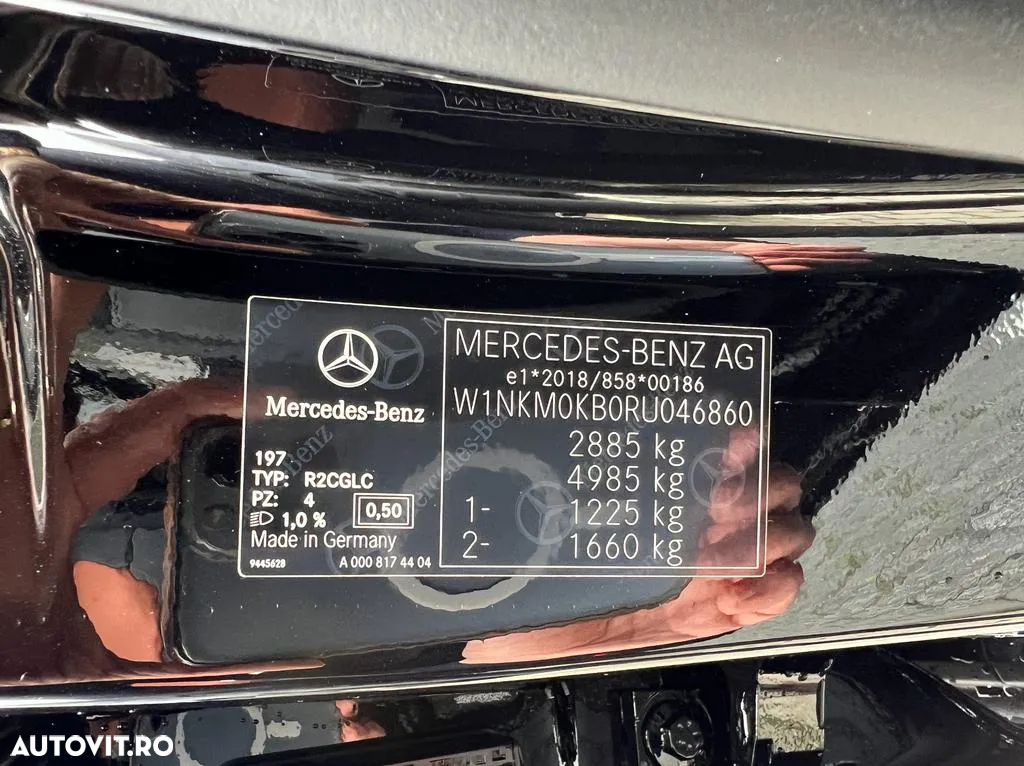 Mercedes-Benz
MERCEDES-BENZ AG
e1*2018/858*00186
W1NKM0KB0RU046860
2885 kg
4985 kg
1- 1225 kg
2- 1660 kg
197
TYP: R2CGLC
PZ: 4
0,50
1,0 %
Made in Germany
9445628 A 000 817 44 04
AUTOVIT.RO